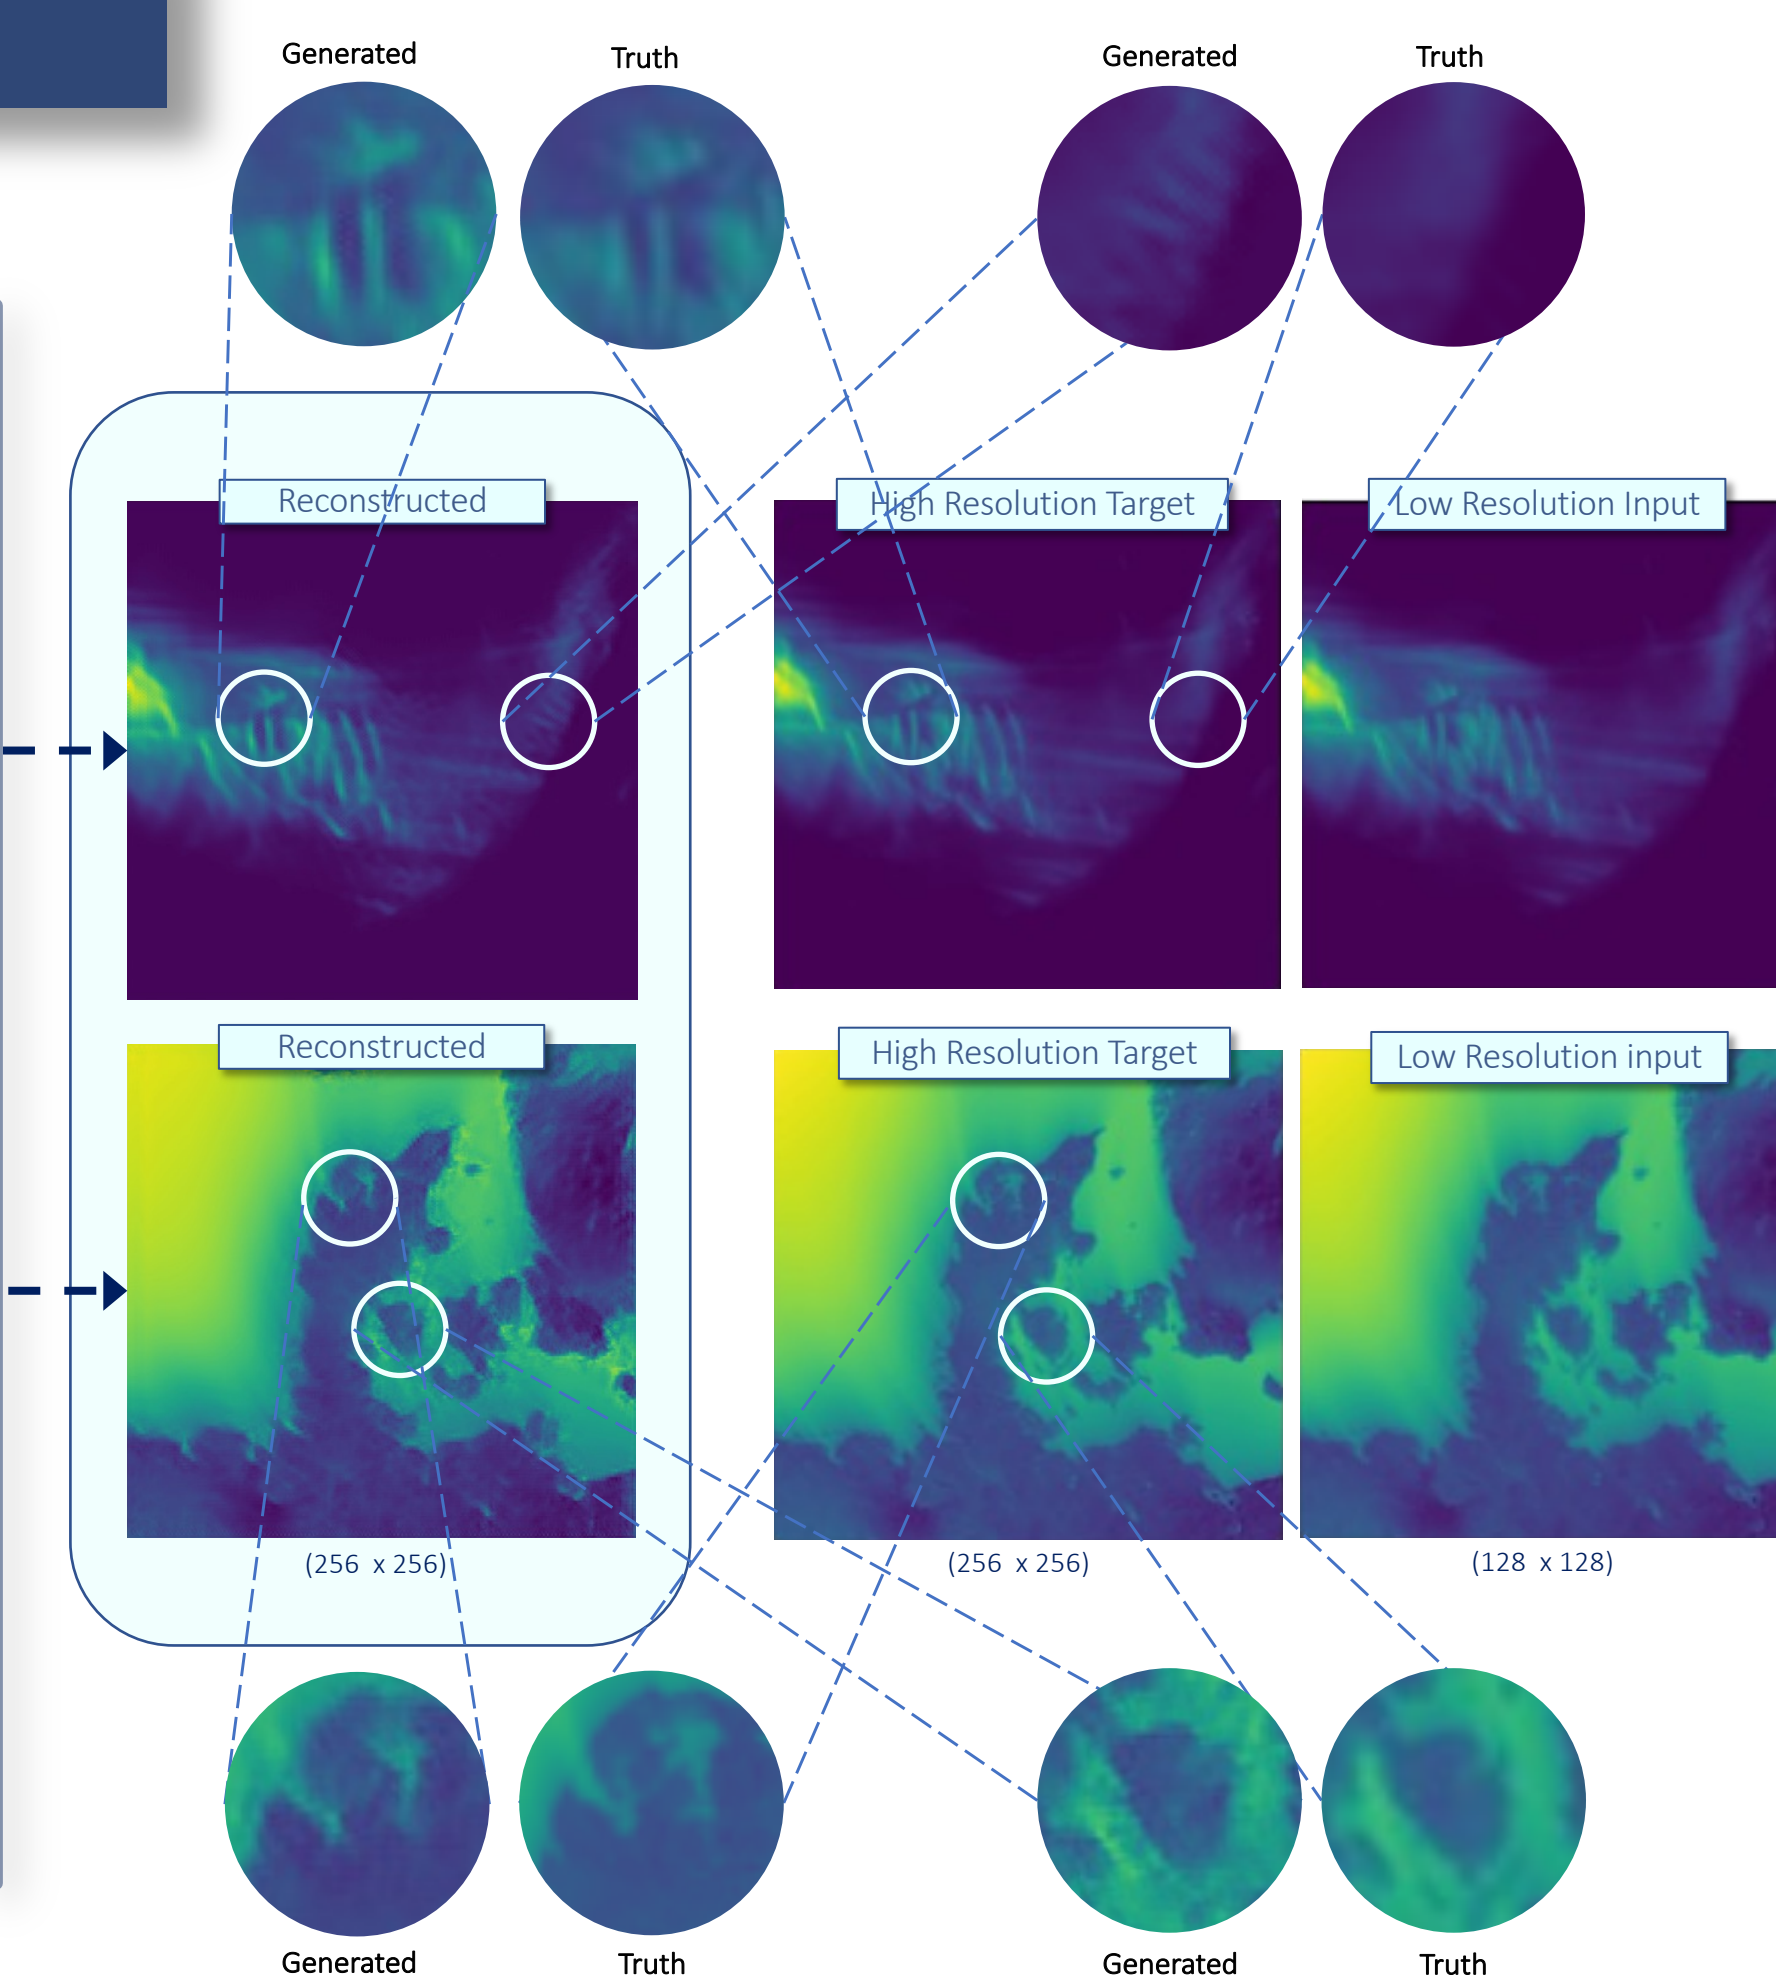 Generated
Truth
Generated
Truth
Reconstructed
High Resolution Target
Low Resolution Input
Reconstructed
High Resolution Target
Low Resolution input
(256 x 256)
(256 x 256)
(128 x 128)
Generated
Truth
Generated
Truth